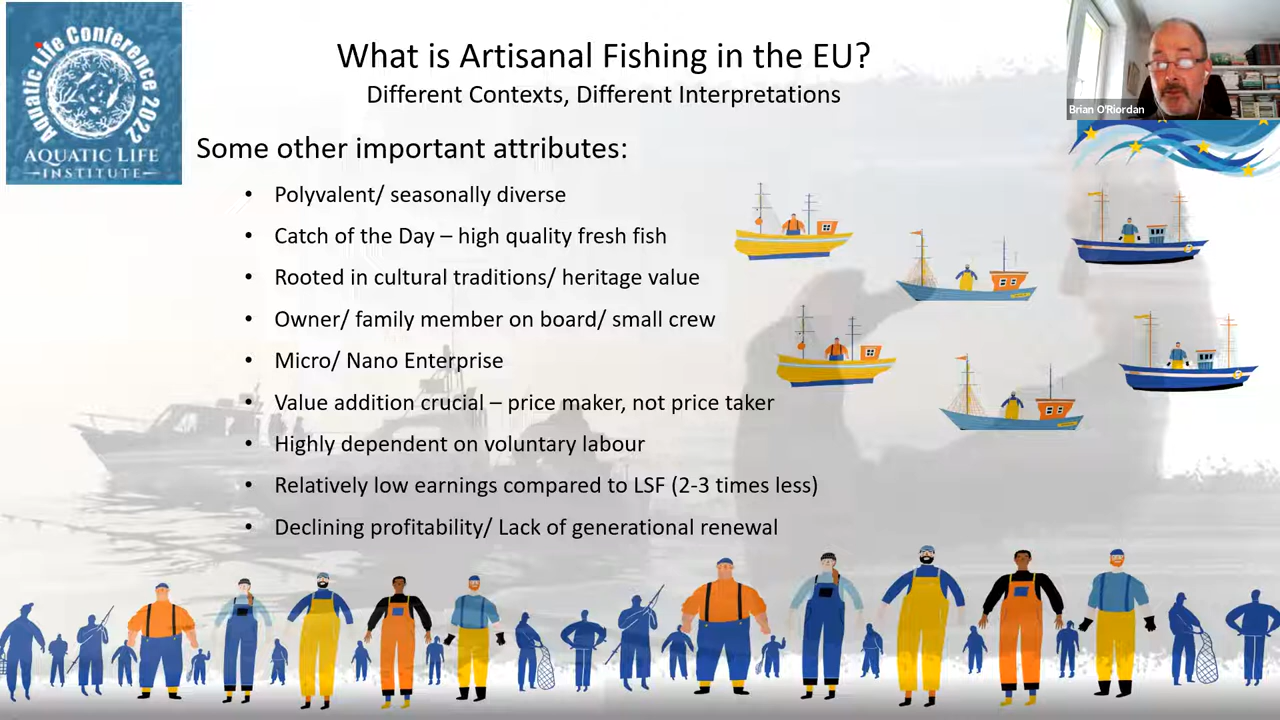 Aquatic Life Conference 2022
AQUATIC LIFE
INSTITUTE
What is Artisanal Fishing in the EU?
Different Contexts, Different Interpretations
Brian O'Riordan
Some other important attributes:
• Polyvalent/ seasonally diverse
• Catch of the Day – high quality fresh fish
• Rooted in cultural traditions/ heritage value
• Owner/ family member on board/ small crew
• Micro/ Nano Enterprise
• Value addition crucial – price maker, not price taker
• Highly dependent on voluntary labour
• Relatively low earnings compared to LSF (2-3 times less)
• Declining profitability/ Lack of generational renewal